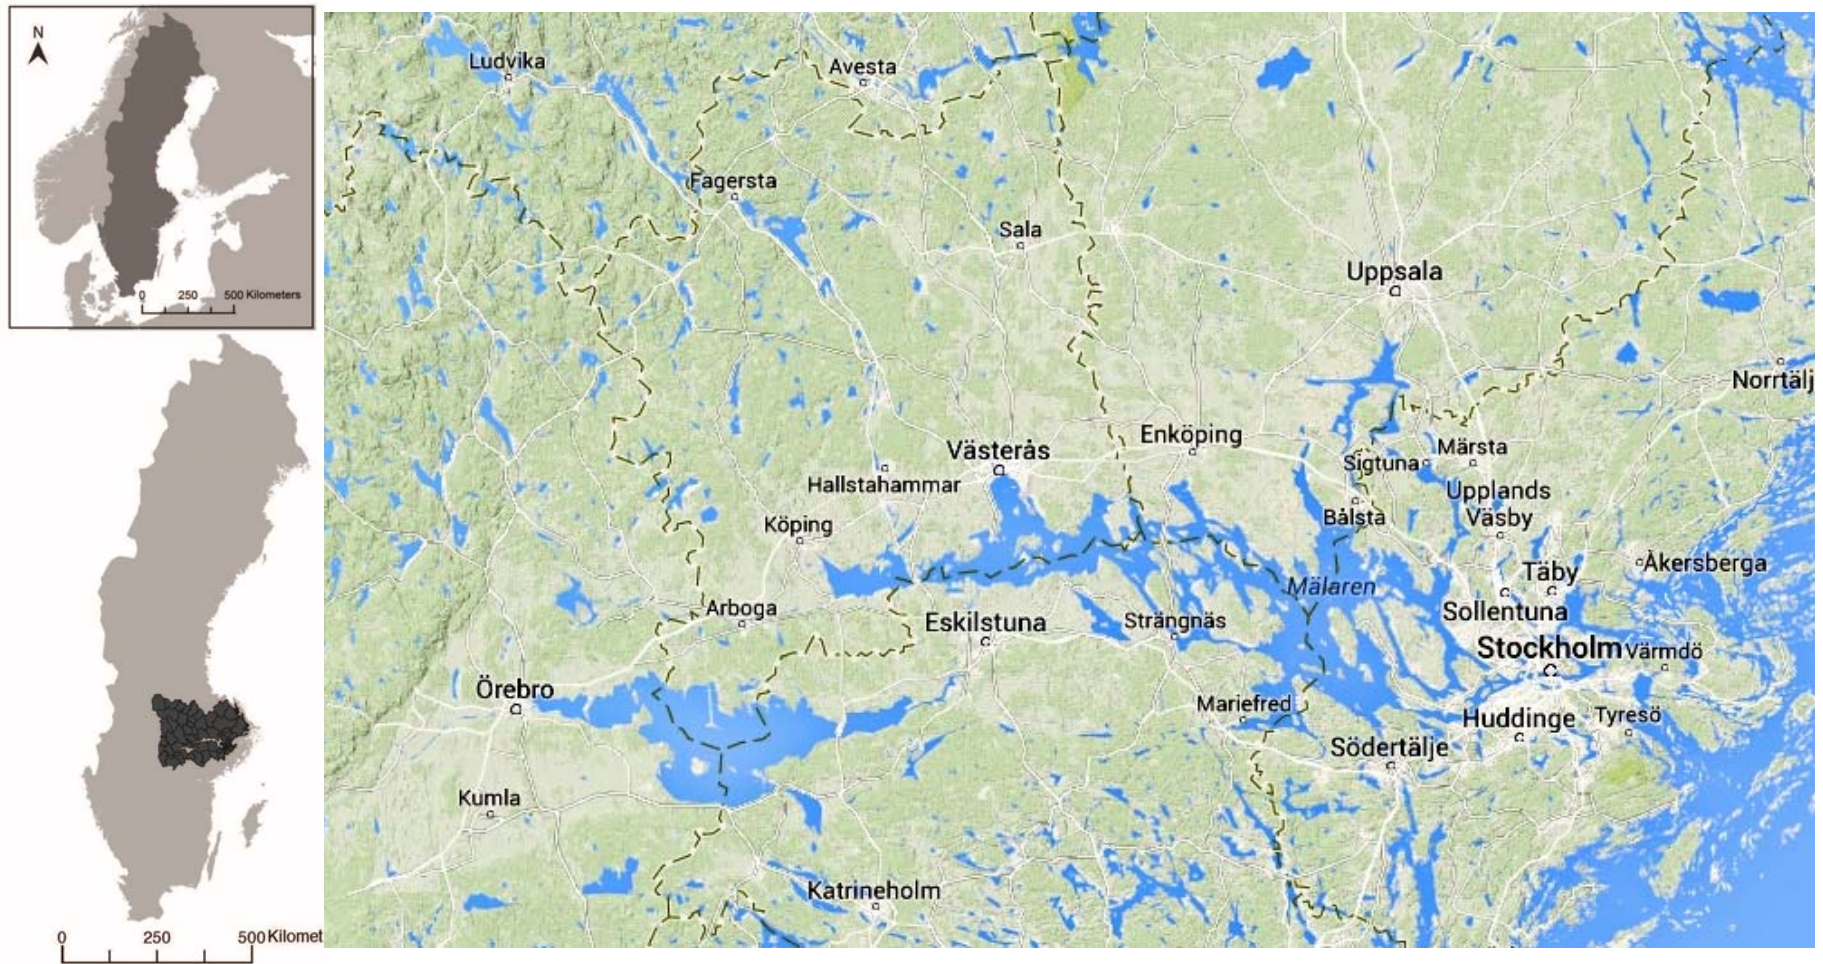 N
0 250 500 Kilometers
0 250 500 Kilomet
Ludvika
Avesta
Fagersta
Sala
Uppsala
Norrtälj
Västerås
Enköping
Märsta
Sigtuna
Hallstahammar
Upplands
Väsby
Köping
Bålsta
Åkersberga
Täby
Mälaren
Arboga
Eskilstuna
Strängnäs
Sollentuna
Stockholm
Värmdö
Örebro
Mariefred
Huddinge
Tyresö
Södertälje
Kumla
Katrineholm